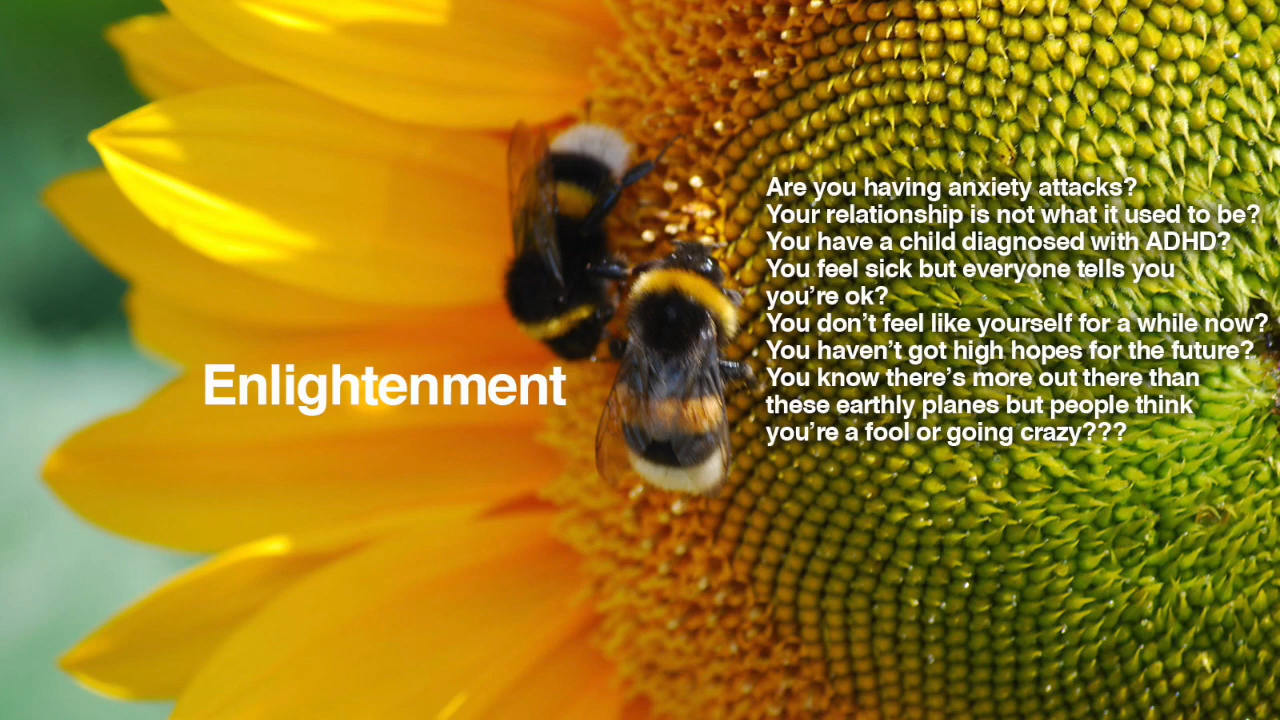 Enlightenment
Are you having anxiety attacks?
Your relationship is not what it used to be?
You have a child diagnosed with ADHD?
You feel sick but everyone tells you
you’re ok?
You don’t feel like yourself for a while now?
You haven’t got high hopes for the future?
You know there’s more out there than
these earthly planes but people think
you’re a fool or going crazy???